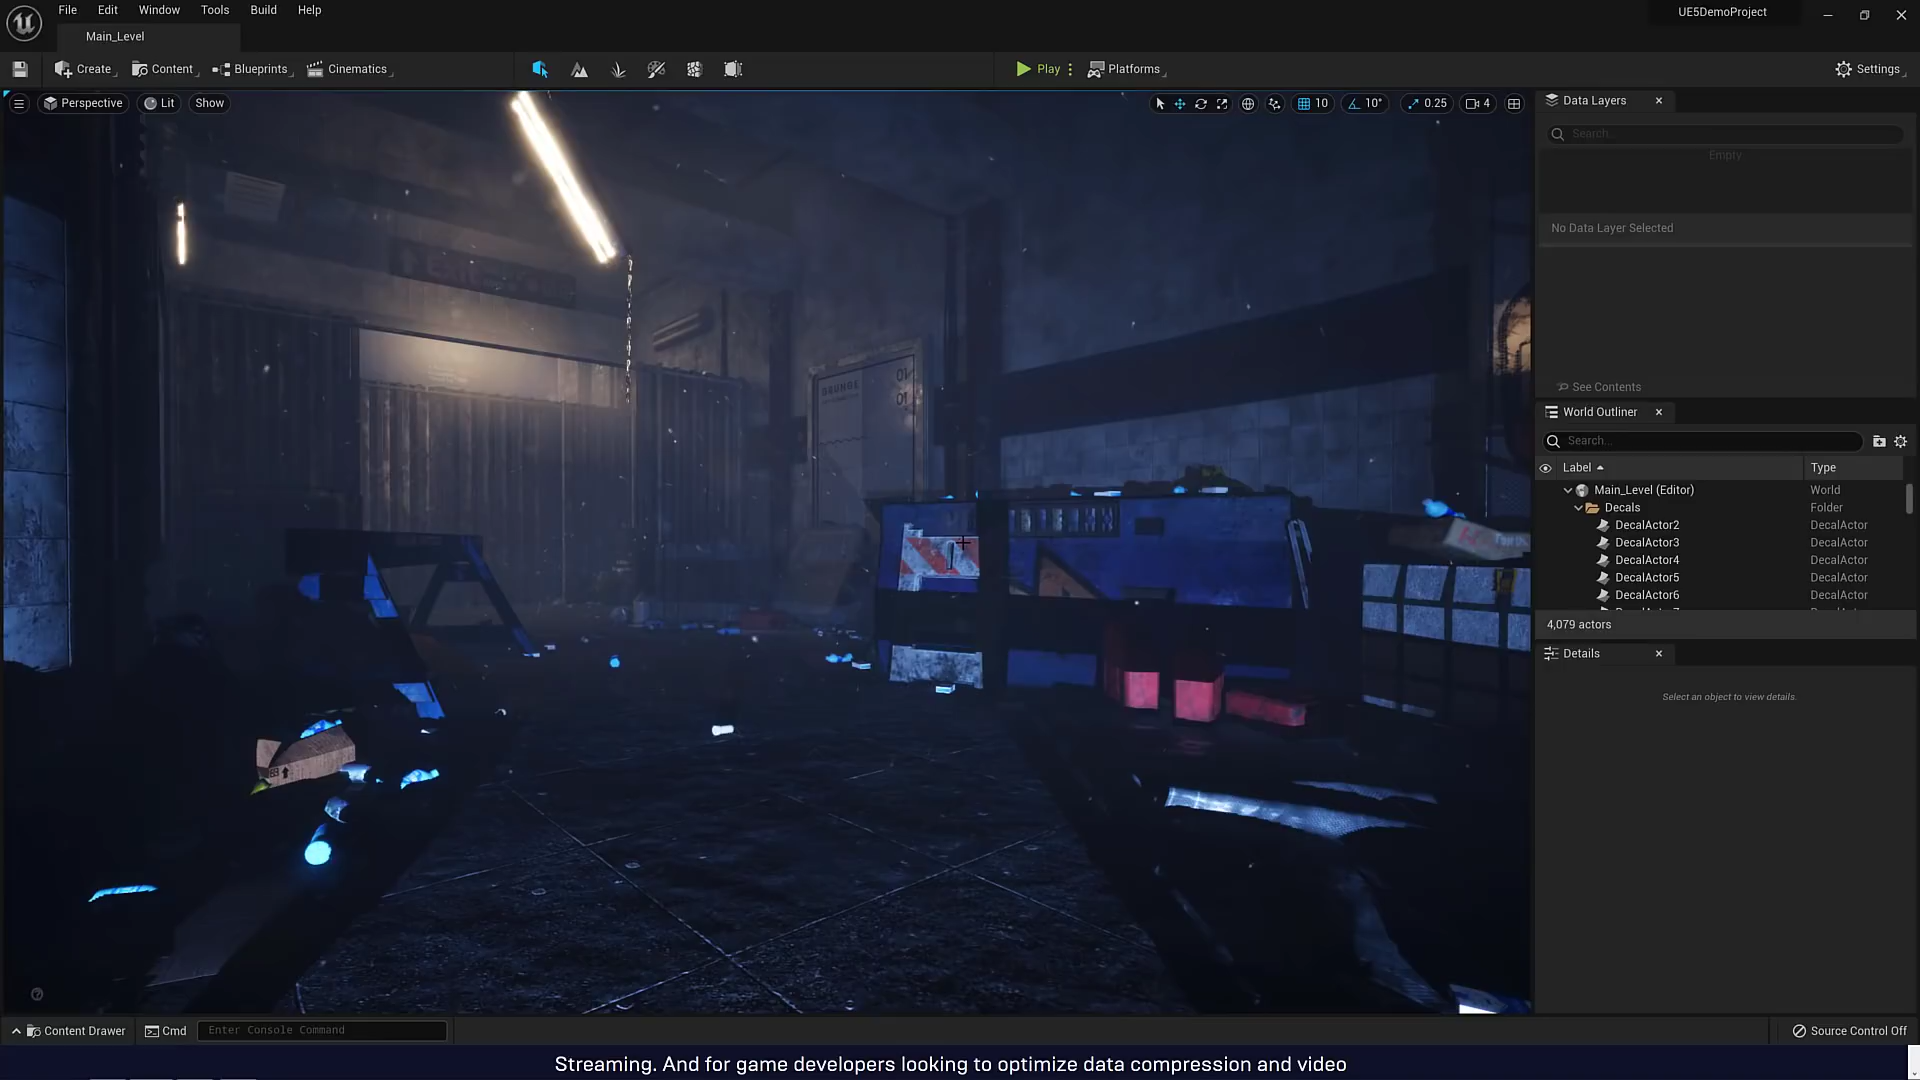 File Edit Window Tools Build Help
UE5DemoProject
Main_Level
Create Content Blueprints Cinematics Play Platforms Settings
Perspective Lit Show 10 10° 0.25 4
Data Layers
Search...
Empty
No Data Layer Selected
See Contents
World Outliner
Search...
Label Type
Main_Level (Editor) World
Decals Folder
DecalActor2 DecalActor
DecalActor3 DecalActor
DecalActor4 DecalActor
DecalActor5 DecalActor
DecalActor6 DecalActor
4,079 actors
Details
Select an object to view details.
GRUNGE 01
01
Content Drawer Cmd Enter Console Command Source Control Off
Streaming. And for game developers looking to optimize data compression and video